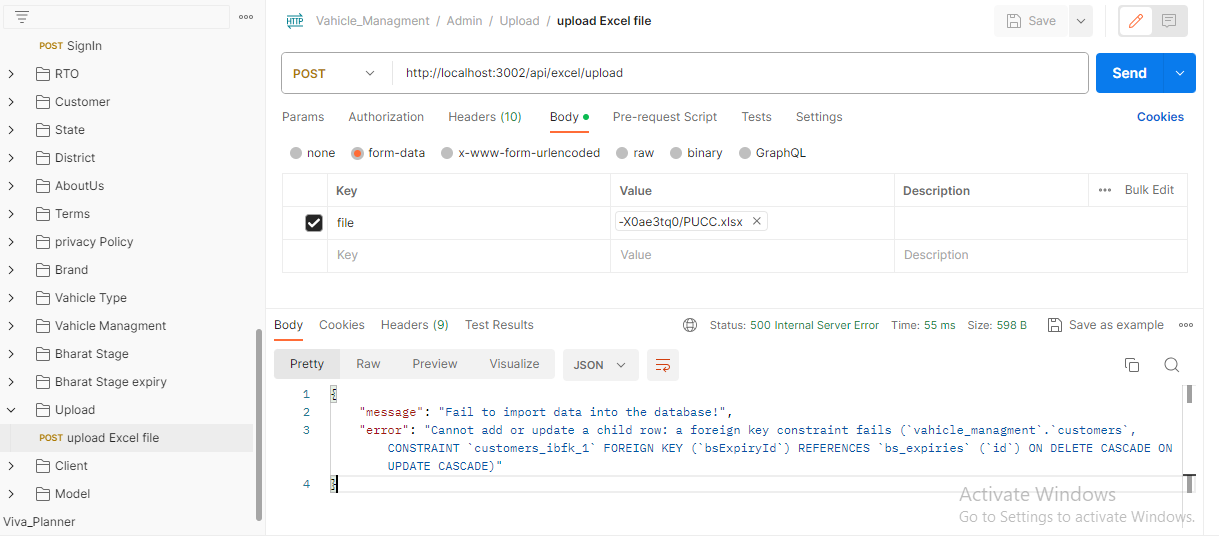 Vahicle_Managment / Admin / Upload / upload Excel file
Save
POST SignIn
RTO
Customer
State
District
AboutUs
Terms
privacy Policy
Brand
Vahicle Type
Vahicle Managment
Bharat Stage
Bharat Stage expiry
Upload
POST upload Excel file
Client
Model
Viva_Planner
POST http://localhost:3002/api/excel/upload Send
Params Authorization Headers (10) Body Pre-request Script Tests Settings Cookies
none form-data x-www-form-urlencoded raw binary GraphQL
Key Value Description Bulk Edit
file -X0ae3tq0/PUCC.xlsx
Key Value Description
Body Cookies Headers (9) Test Results Status: 500 Internal Server Error Time: 55 ms Size: 598 B Save as example
Pretty Raw Preview Visualize JSON
1 {
2 "message": "Fail to import data into the database!",
3 "error": "Cannot add or update a child row: a foreign key constraint fails (`vahicle_managment`.`customers`,
CONSTRAINT `customers_ibfk_1` FOREIGN KEY (`bsExpiryId`) REFERENCES `bs_expiries` (`id`) ON DELETE CASCADE ON
UPDATE CASCADE)"
4 }
Activate Windows
Go to Settings to activate Windows.